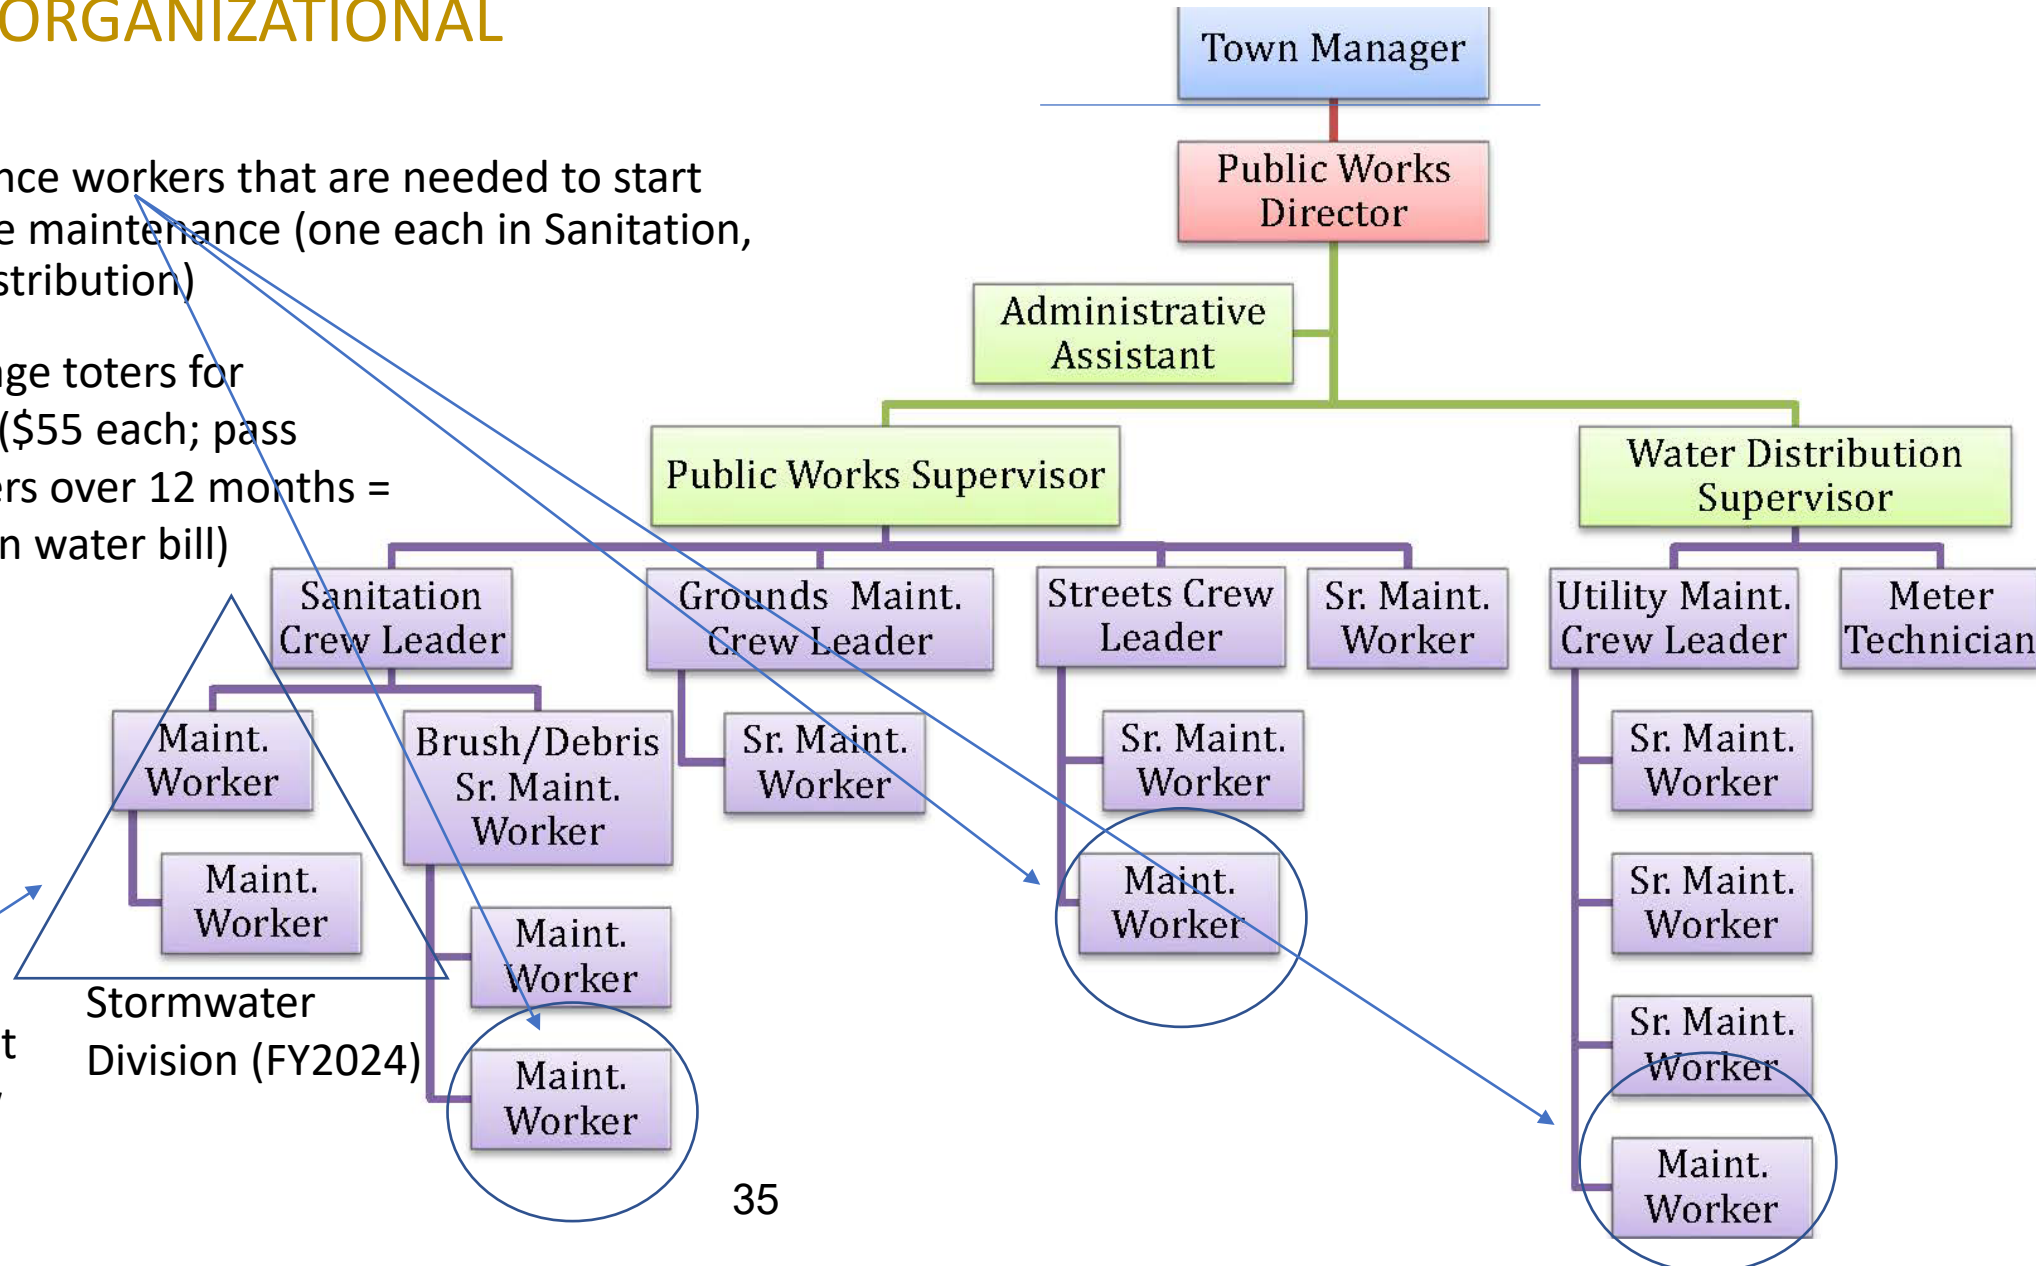 ORGANIZATIONAL
nce workers that are needed to start
e maintenance (one each in Sanitation,
stribution)
age toters for
($55 each; pass
ers over 12 months =
n water bill)
Town Manager
Public Works
Director
Administrative
Assistant
Public Works Supervisor
Water Distribution
Supervisor
Sanitation
Crew Leader
Grounds Maint.
Crew Leader
Streets Crew
Leader
Sr. Maint.
Worker
Utility Maint.
Crew Leader
Meter
Technician
Maint.
Worker
Maint.
Worker
Brush/Debris
Sr. Maint.
Worker
Maint.
Worker
Maint.
Worker
Sr. Maint.
Worker
Sr. Maint.
Worker
Maint.
Worker
Sr. Maint.
Worker
Sr. Maint.
Worker
Sr. Maint.
Worker
Maint.
Worker
Stormwater
Division (FY2024)
t
35